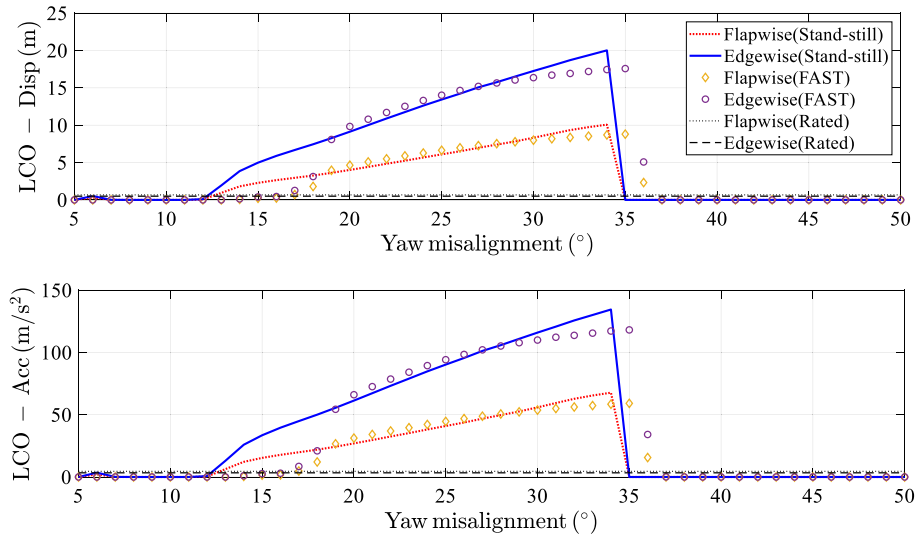 25
20
15
10
5
0
LCO − Disp (m)
Flapwise(Stand-still)
Edgewise(Stand-still)
Flapwise(FAST)
Edgewise(FAST)
Flapwise(Rated)
Edgewise(Rated)
5 10 15 20 25 30 35 40 45 50
Yaw misalignment (°)
150
100
50
0
LCO − Acc (m/s²)
5 10 15 20 25 30 35 40 45 50
Yaw misalignment (°)